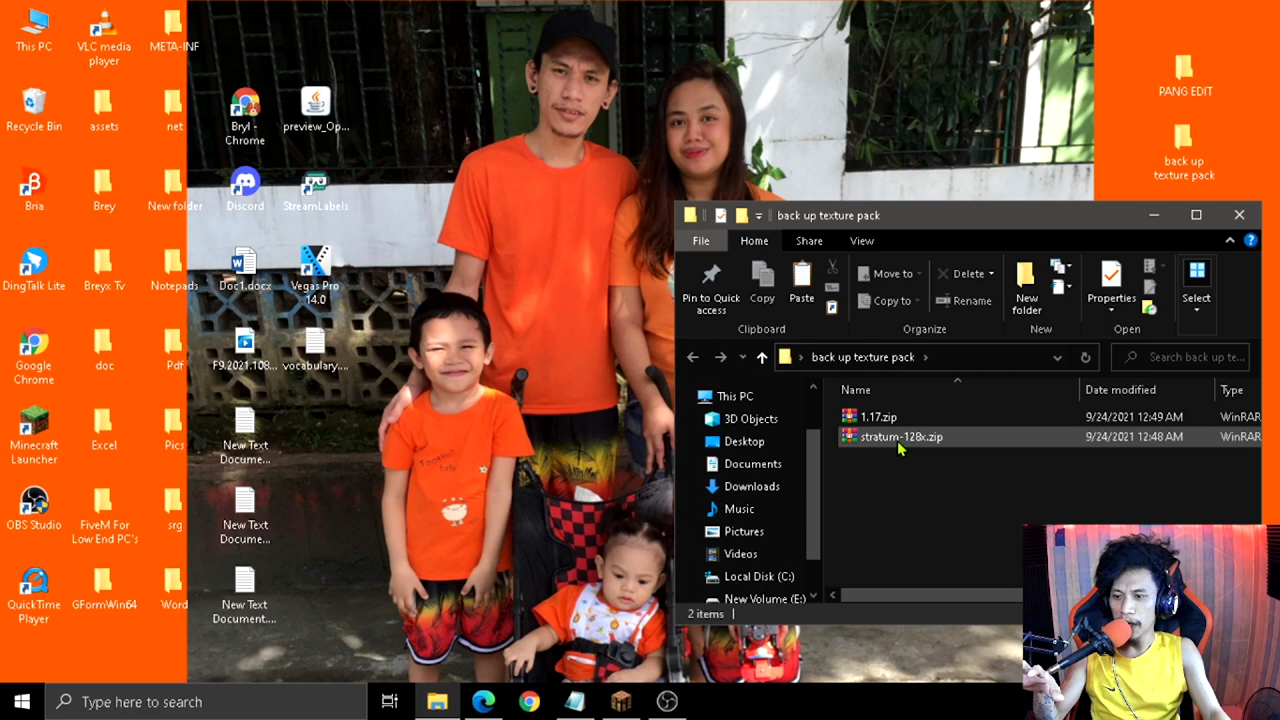 This PC
VLC media
player
META-INF
Recycle Bin
assets
net
Bryl -
Chrome
preview_Op...
Bria
Brey
New folder
Discord
StreamLabels
DingTalk Lite
Breyx Tv
Notepads
Doc1.docx
Vegas Pro
14.0
Google
Chrome
doc
Pdf
F9.2021.108...
vocabulary....
Minecraft
Launcher
Excel
Pics
New Text
Docume...
OBS Studio
FiveM For
Low End PC's
srg
New Text
Docume...
QuickTime
Player
GFormWin64
Word
New Text
Document....
PANG EDIT
back up
texture pack
back up texture pack
File
Home
Share
View
Pin to Quick
access
Copy
Paste
Move to
Copy to
Delete
Rename
New
folder
Properties
Select
Clipboard
Organize
New
Open
back up texture pack
Search back up te...
This PC
3D Objects
Desktop
Documents
Downloads
Music
Pictures
Videos
Local Disk (C:)
New Volume (E:)
Name
Date modified
Type
1.17.zip
9/24/2021 12:49 AM
WinRAR
stratum-128x.zip
9/24/2021 12:48 AM
WinRAR
2 items
Type here to search